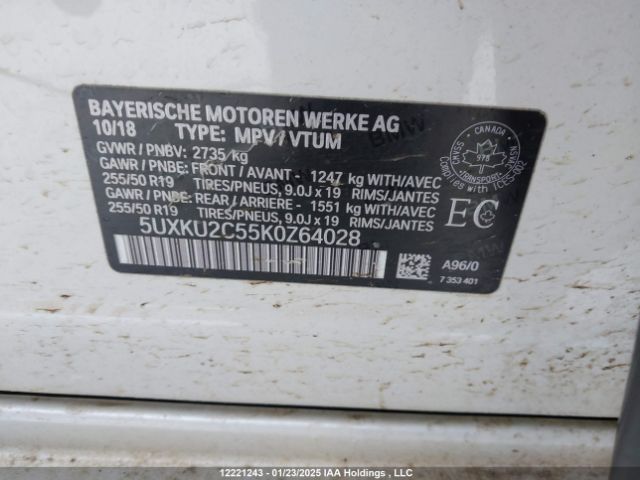 BAYERISCHE MOTOREN WERKE AG
10/18 TYPE: MPV / VTUM
GVWR / PNBV: 2735/kg
GAWR / PNBE: FRONT / AVANT - 1247 kg WITH/AVEC
255/50 R19 TIRES/PNEUS, 9.0J x 19 RIMS/JANTES
GAWR / PNBE: REAR / ARRIERE - 1551 kg WITH/AVEC
255/50 R19 TIRES/PNEUS, 9.0J x 19 RIMS/JANTES
5UXKU2C55K0Z64028
CANADA
978
TRANSPORT
EC
A96/0
7 353 401
12221243 - 01/23/2025 IAA Holdings , LLC